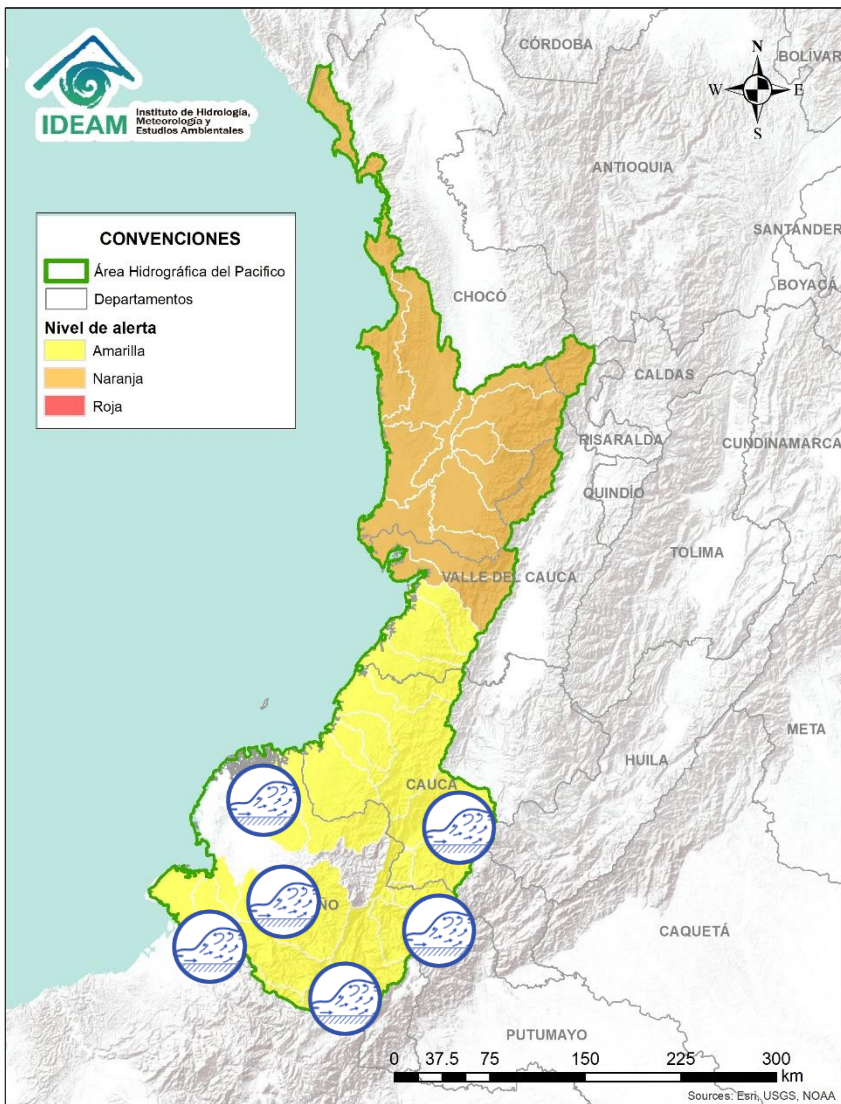 IDEAM
Instituto de Hidrología,
Meteorología y
Estudios Ambientales
CÓRDOBA
BOLÍVAR
N
W
E
S
ANTIOQUIA
SANTANDER
BOYACÁ
CONVENCIONES
Área Hidrográfica del Pacifico
Departamentos
Nivel de alerta
Amarilla
Naranja
Roja
CHOCÓ
CALDAS
RISARALDA
CUNDINAMARCA
QUINDÍO
TOLIMA
VALLE DEL CAUCA
META
HUILA
CAUCA
ÑO
CAQUETÁ
PUTUMAYO
0 37.5 75 150 225 300
km
Sources: Esri, USGS, NOAA